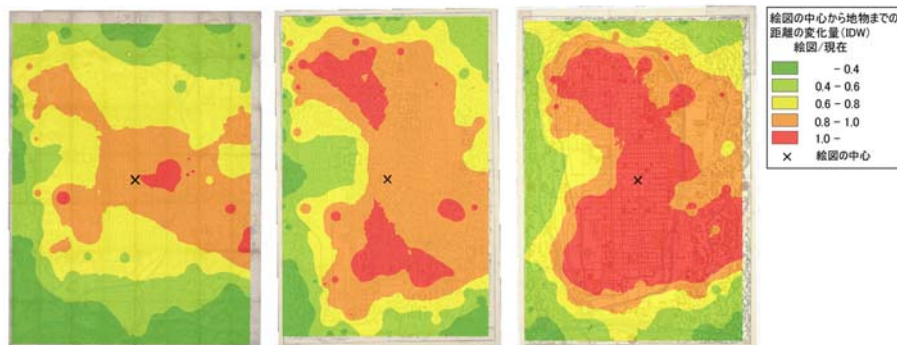 絵図の中心から地物までの
距離の変化量(IDW)
絵図/現在
- 0.4
0.4 - 0.6
0.6 - 0.8
0.8 - 1.0
1.0 -
× 絵図の中心